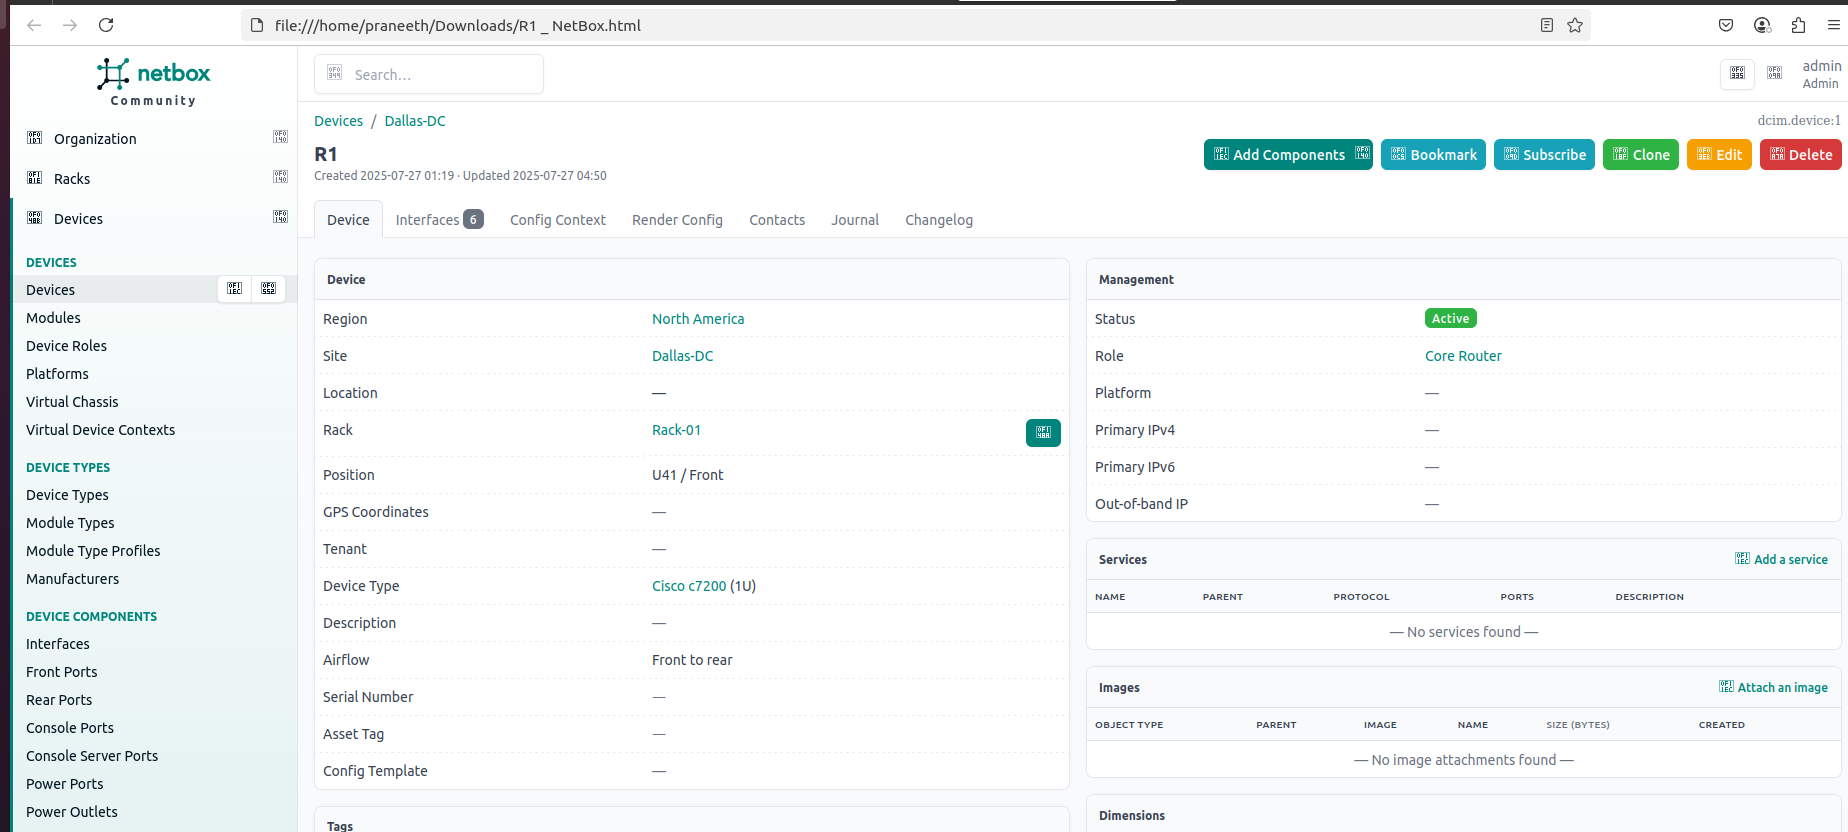 file:///home/praneeth/Downloads/R1 _ NetBox.html
netbox
Community
Search...
admin
Admin
Organization
Racks
Devices
DEVICES
Devices
Modules
Device Roles
Platforms
Virtual Chassis
Virtual Device Contexts
DEVICE TYPES
Device Types
Module Types
Module Type Profiles
Manufacturers
DEVICE COMPONENTS
Interfaces
Front Ports
Rear Ports
Console Ports
Console Server Ports
Power Ports
Power Outlets
Devices / Dallas-DC
dcim.device:1
R1
Created 2025-07-27 01:19 · Updated 2025-07-27 04:50
Add Components Bookmark Subscribe Clone Edit Delete
Device Interfaces 6 Config Context Render Config Contacts Journal Changelog
Device
Region North America
Site Dallas-DC
Location —
Rack Rack-01
Position U41 / Front
GPS Coordinates —
Tenant —
Device Type Cisco c7200 (1U)
Description —
Airflow Front to rear
Serial Number —
Asset Tag —
Config Template —
Tags
Management
Status Active
Role Core Router
Platform —
Primary IPv4 —
Primary IPv6 —
Out-of-band IP —
Services Add a service
NAME PARENT PROTOCOL PORTS DESCRIPTION
— No services found —
Images Attach an image
OBJECT TYPE PARENT IMAGE NAME SIZE (BYTES) CREATED
— No image attachments found —
Dimensions